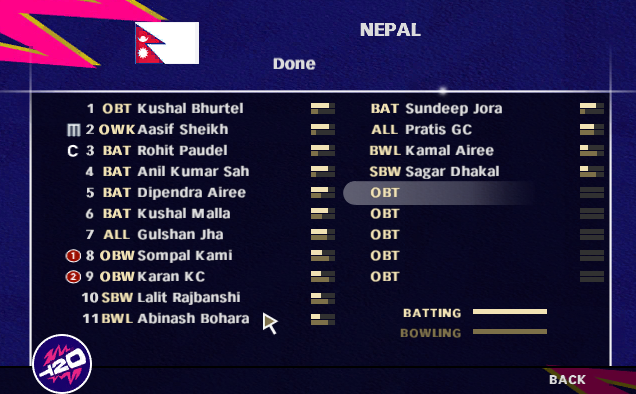 NEPAL
Done
1 OBT Kushal Bhurtel
2 OWK Aasif Sheikh
C 3 BAT Rohit Paudel
4 BAT Anil Kumar Sah
5 BAT Dipendra Airee
6 BAT Kushal Malla
7 ALL Gulshan Jha
1 8 OBW Sompal Kami
2 9 OBW Karan KC
10 SBW Lalit Rajbanshi
11 BWL Abinash Bohara
BAT Sundeep Jora
ALL Pratis GC
BWL Kamal Airee
SBW Sagar Dhakal
OBT
OBT
OBT
OBT
OBT
BATTING
BOWLING
T20
BACK